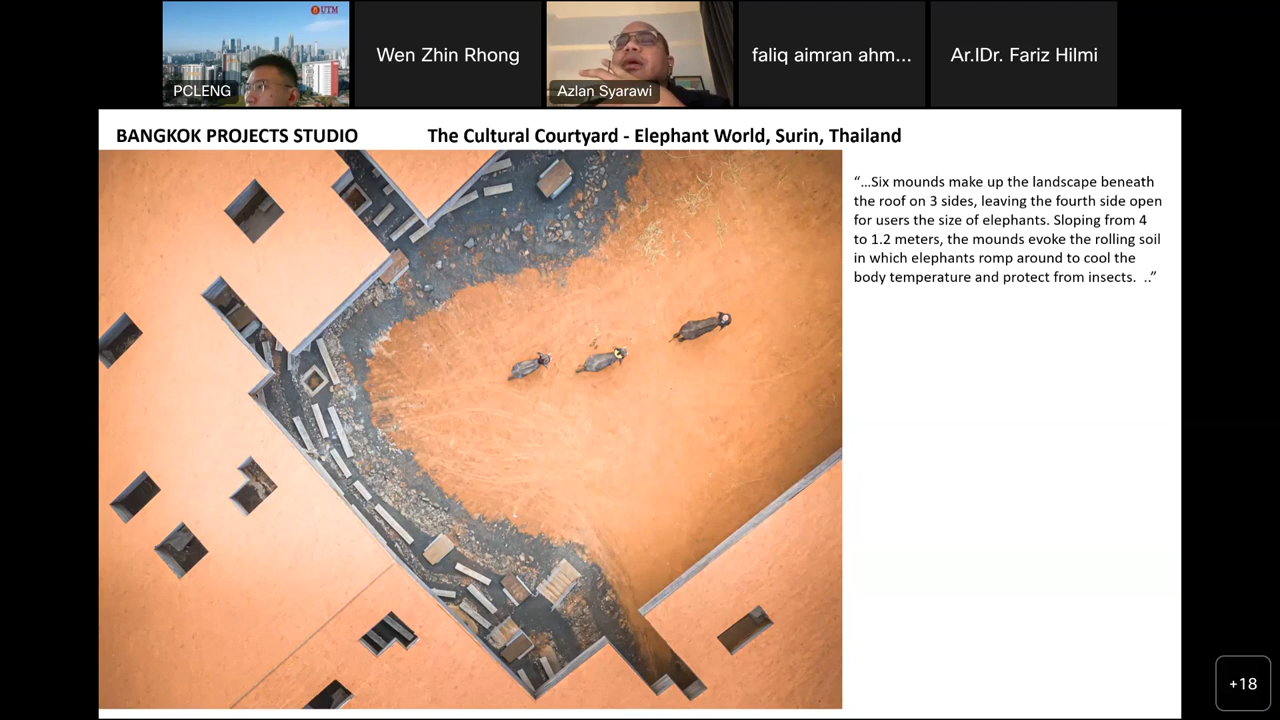 UTM
PCLENG
Wen Zhin Rhong
Azlan Syarawi
faliq aimran ahm...
Ar.IDr. Fariz Hilmi
BANGKOK PROJECTS STUDIO
The Cultural Courtyard - Elephant World, Surin, Thailand
“...Six mounds make up the landscape beneath
the roof on 3 sides, leaving the fourth side open
for users the size of elephants. Sloping from 4
to 1.2 meters, the mounds evoke the rolling soil
in which elephants romp around to cool the
body temperature and protect from insects. ..”
+18